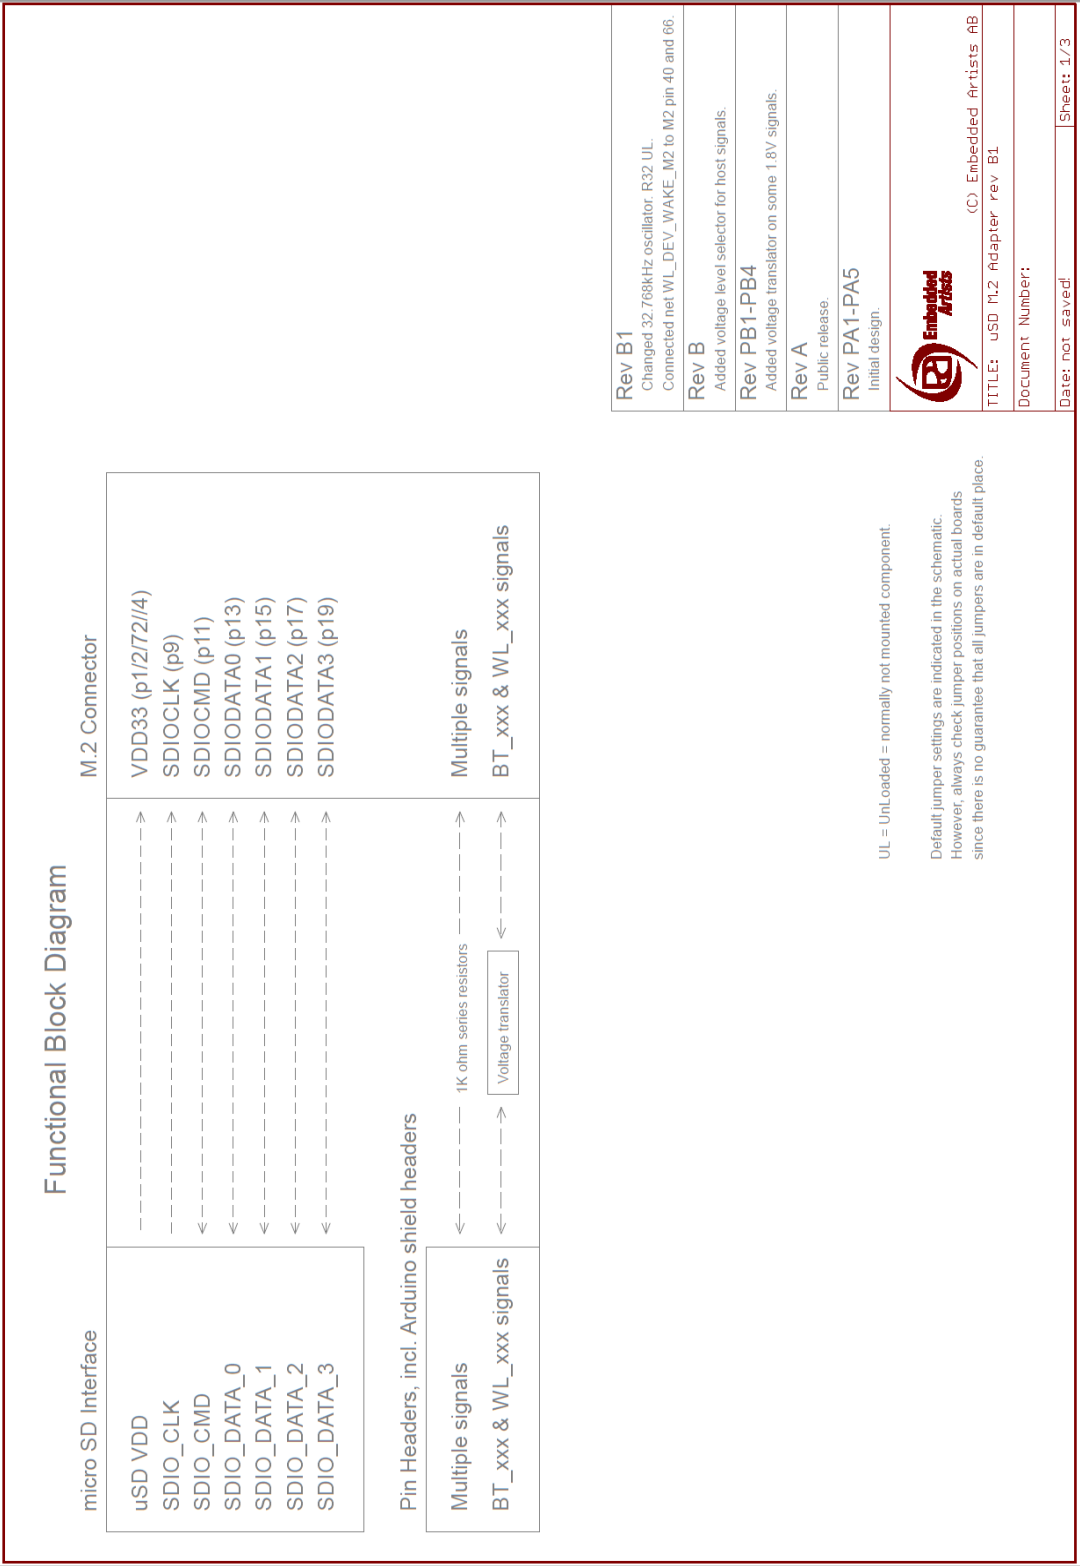 Functional Block Diagram
micro SD Interface
M.2 Connector
uSD VDD
VDD33 (p1/2/72//4)
SDIO_CLK
SDIOCLK (p9)
SDIO_CMD
SDIOCMD (p11)
SDIO_DATA_0
SDIODATA0 (p13)
SDIO_DATA_1
SDIODATA1 (p15)
SDIO_DATA_2
SDIODATA2 (p17)
SDIO_DATA_3
SDIODATA3 (p19)
Pin Headers, incl. Arduino shield headers
Multiple signals
1K ohm series resistors
Multiple signals
BT_xxx & WL_xxx signals
Voltage translator
BT_xxx & WL_xxx signals
UL = UnLoaded = normally not mounted component.
Default jumper settings are indicated in the schematic.
However, always check jumper positions on actual boards
since there is no guarantee that all jumpers are in default place.
Rev B1
Changed 32.768kHz oscillator. R32 UL.
Connected net WL_DEV_WAKE_M2 to M2 pin 40 and 66.
Rev B
Added voltage level selector for host signals.
Rev PB1-PB4
Added voltage translator on some 1.8V signals.
Rev A
Public release.
Rev PA1-PA5
Initial design.
Embedded
Artists
(C) Embedded Artists AB
TITLE: uSD M.2 Adapter rev B1
Document Number:
Date: not saved!
Sheet: 1/3